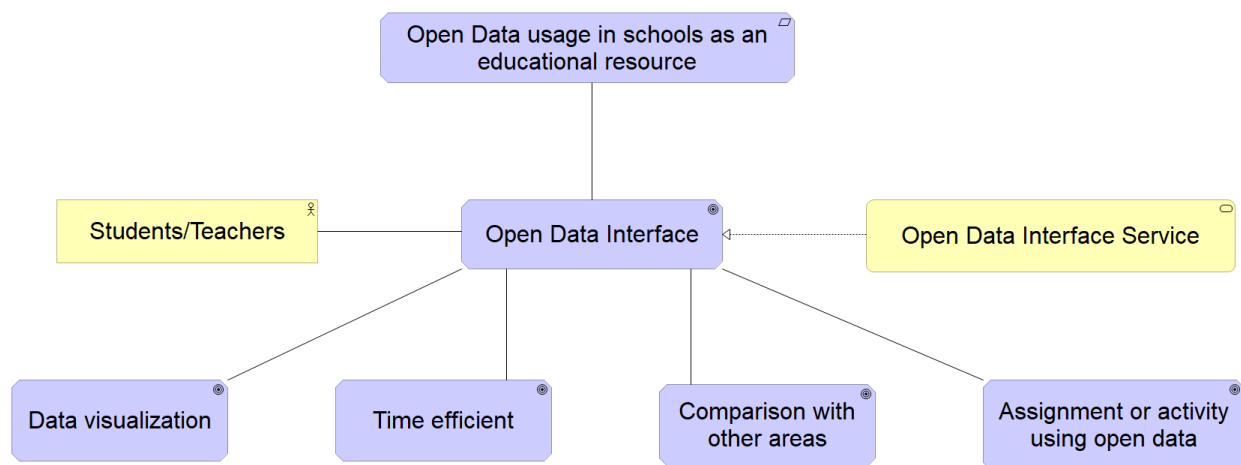 Open Data usage in schools as an
educational resource
Students/Teachers
Open Data Interface
Open Data Interface Service
Data visualization
Time efficient
Comparison with
other areas
Assignment or activity
using open data